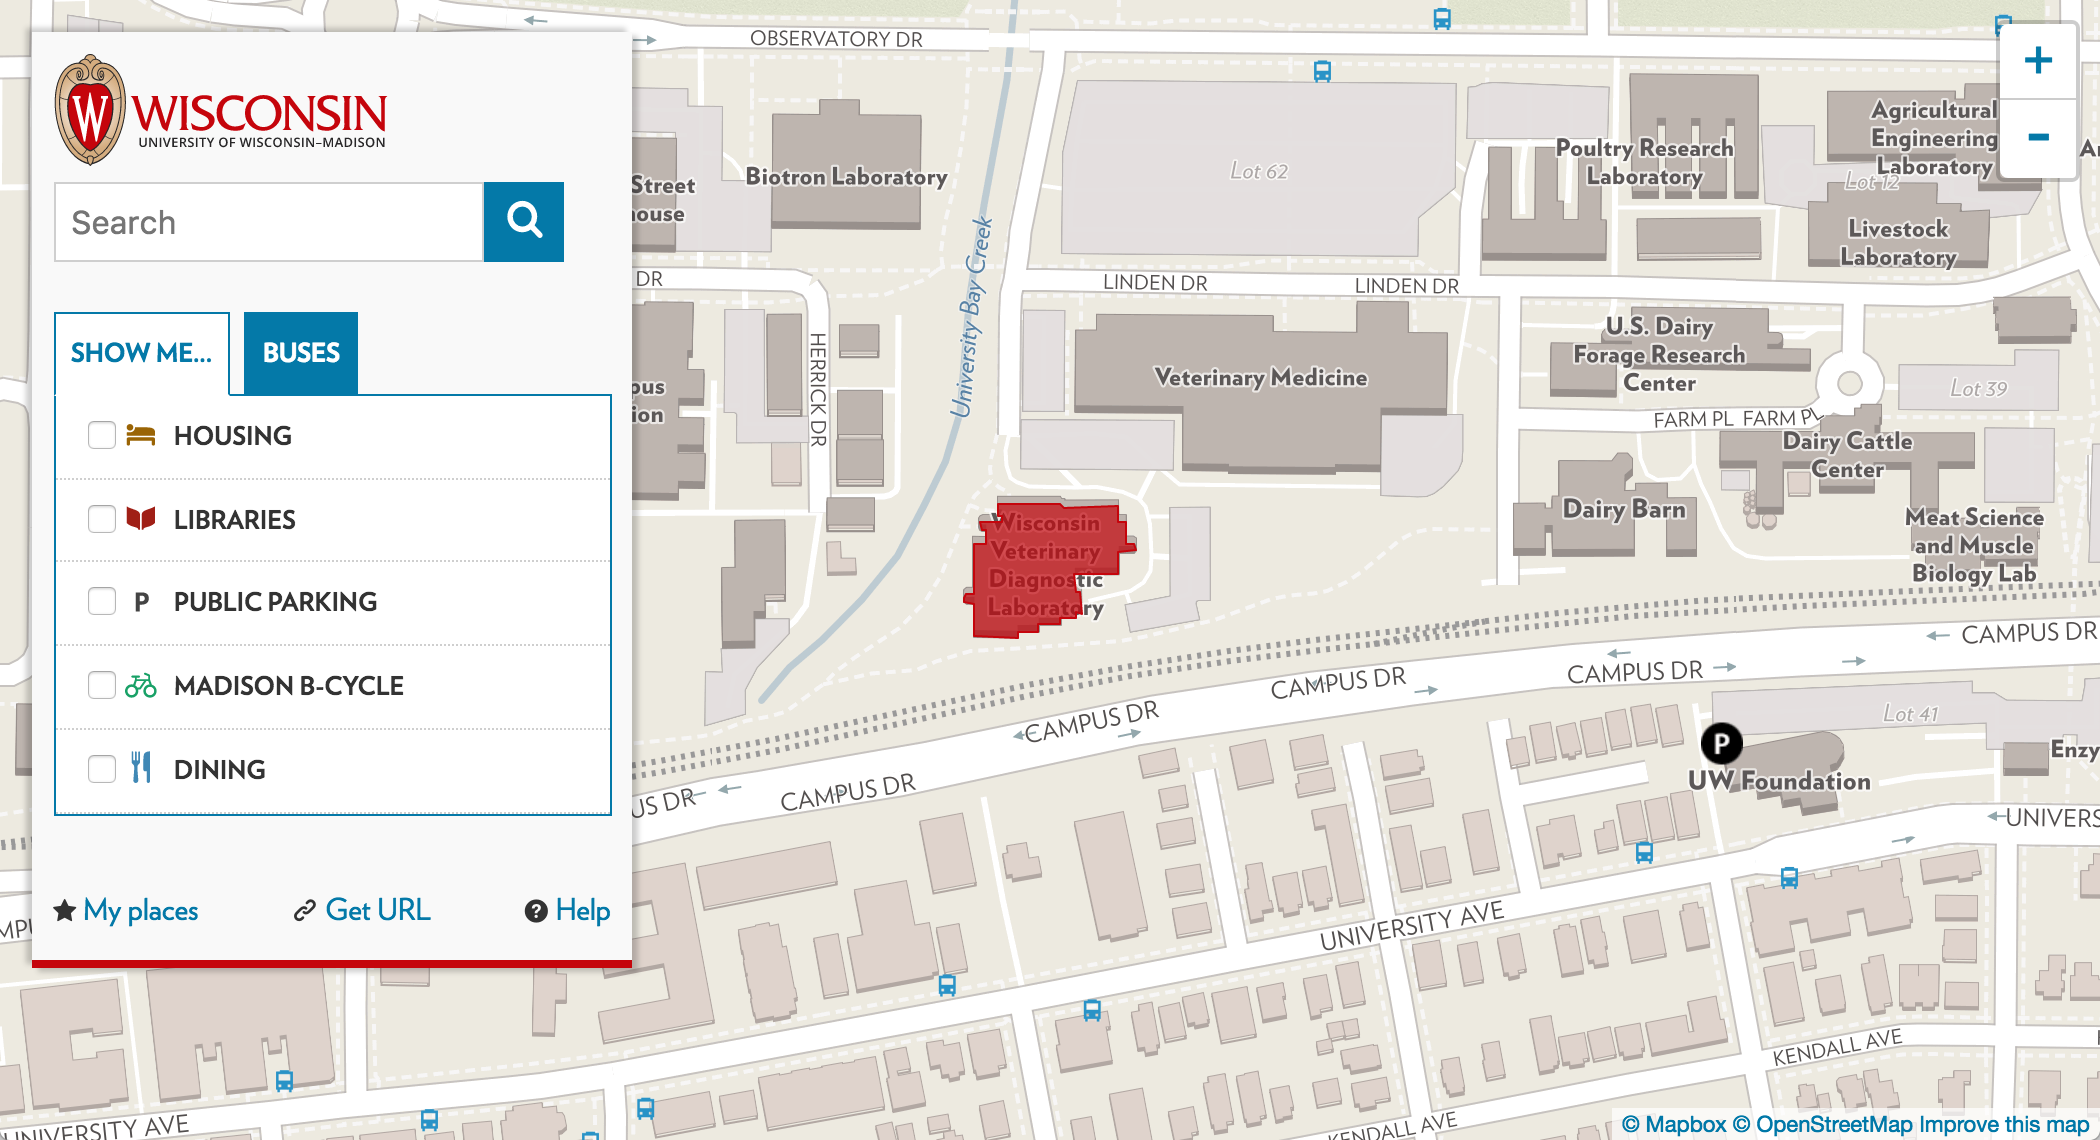 WISCONSIN
UNIVERSITY OF WISCONSIN–MADISON
Search
SHOW ME...
BUSES
HOUSING
LIBRARIES
P PUBLIC PARKING
MADISON B-CYCLE
DINING
My places
Get URL
? Help
+
−
OBSERVATORY DR
Biotron Laboratory
Street
University Bay Creek
Lot 62
Poultry Research
Laboratory
Agricultural
Engineering
Laboratory
Lot 12
Livestock
Laboratory
DR
LINDEN DR
LINDEN DR
HERRICK DR
Veterinary Medicine
U.S. Dairy
Forage Research
Center
Lot 39
FARM PL
FARM PL
Dairy Cattle
Center
Dairy Barn
Meat Science
and Muscle
Biology Lab
Wisconsin
Veterinary
Diagnostic
Laboratory
CAMPUS DR
CAMPUS DR
CAMPUS DR
CAMPUS DR
CAMPUS DR
US DR
Lot 41
P
UW Foundation
Enzy
UNIVERS
UNIVERSITY AVE
KENDALL AVE
KENDALL AVE
UNIVERSITY AVE
© Mapbox © OpenStreetMap Improve this map